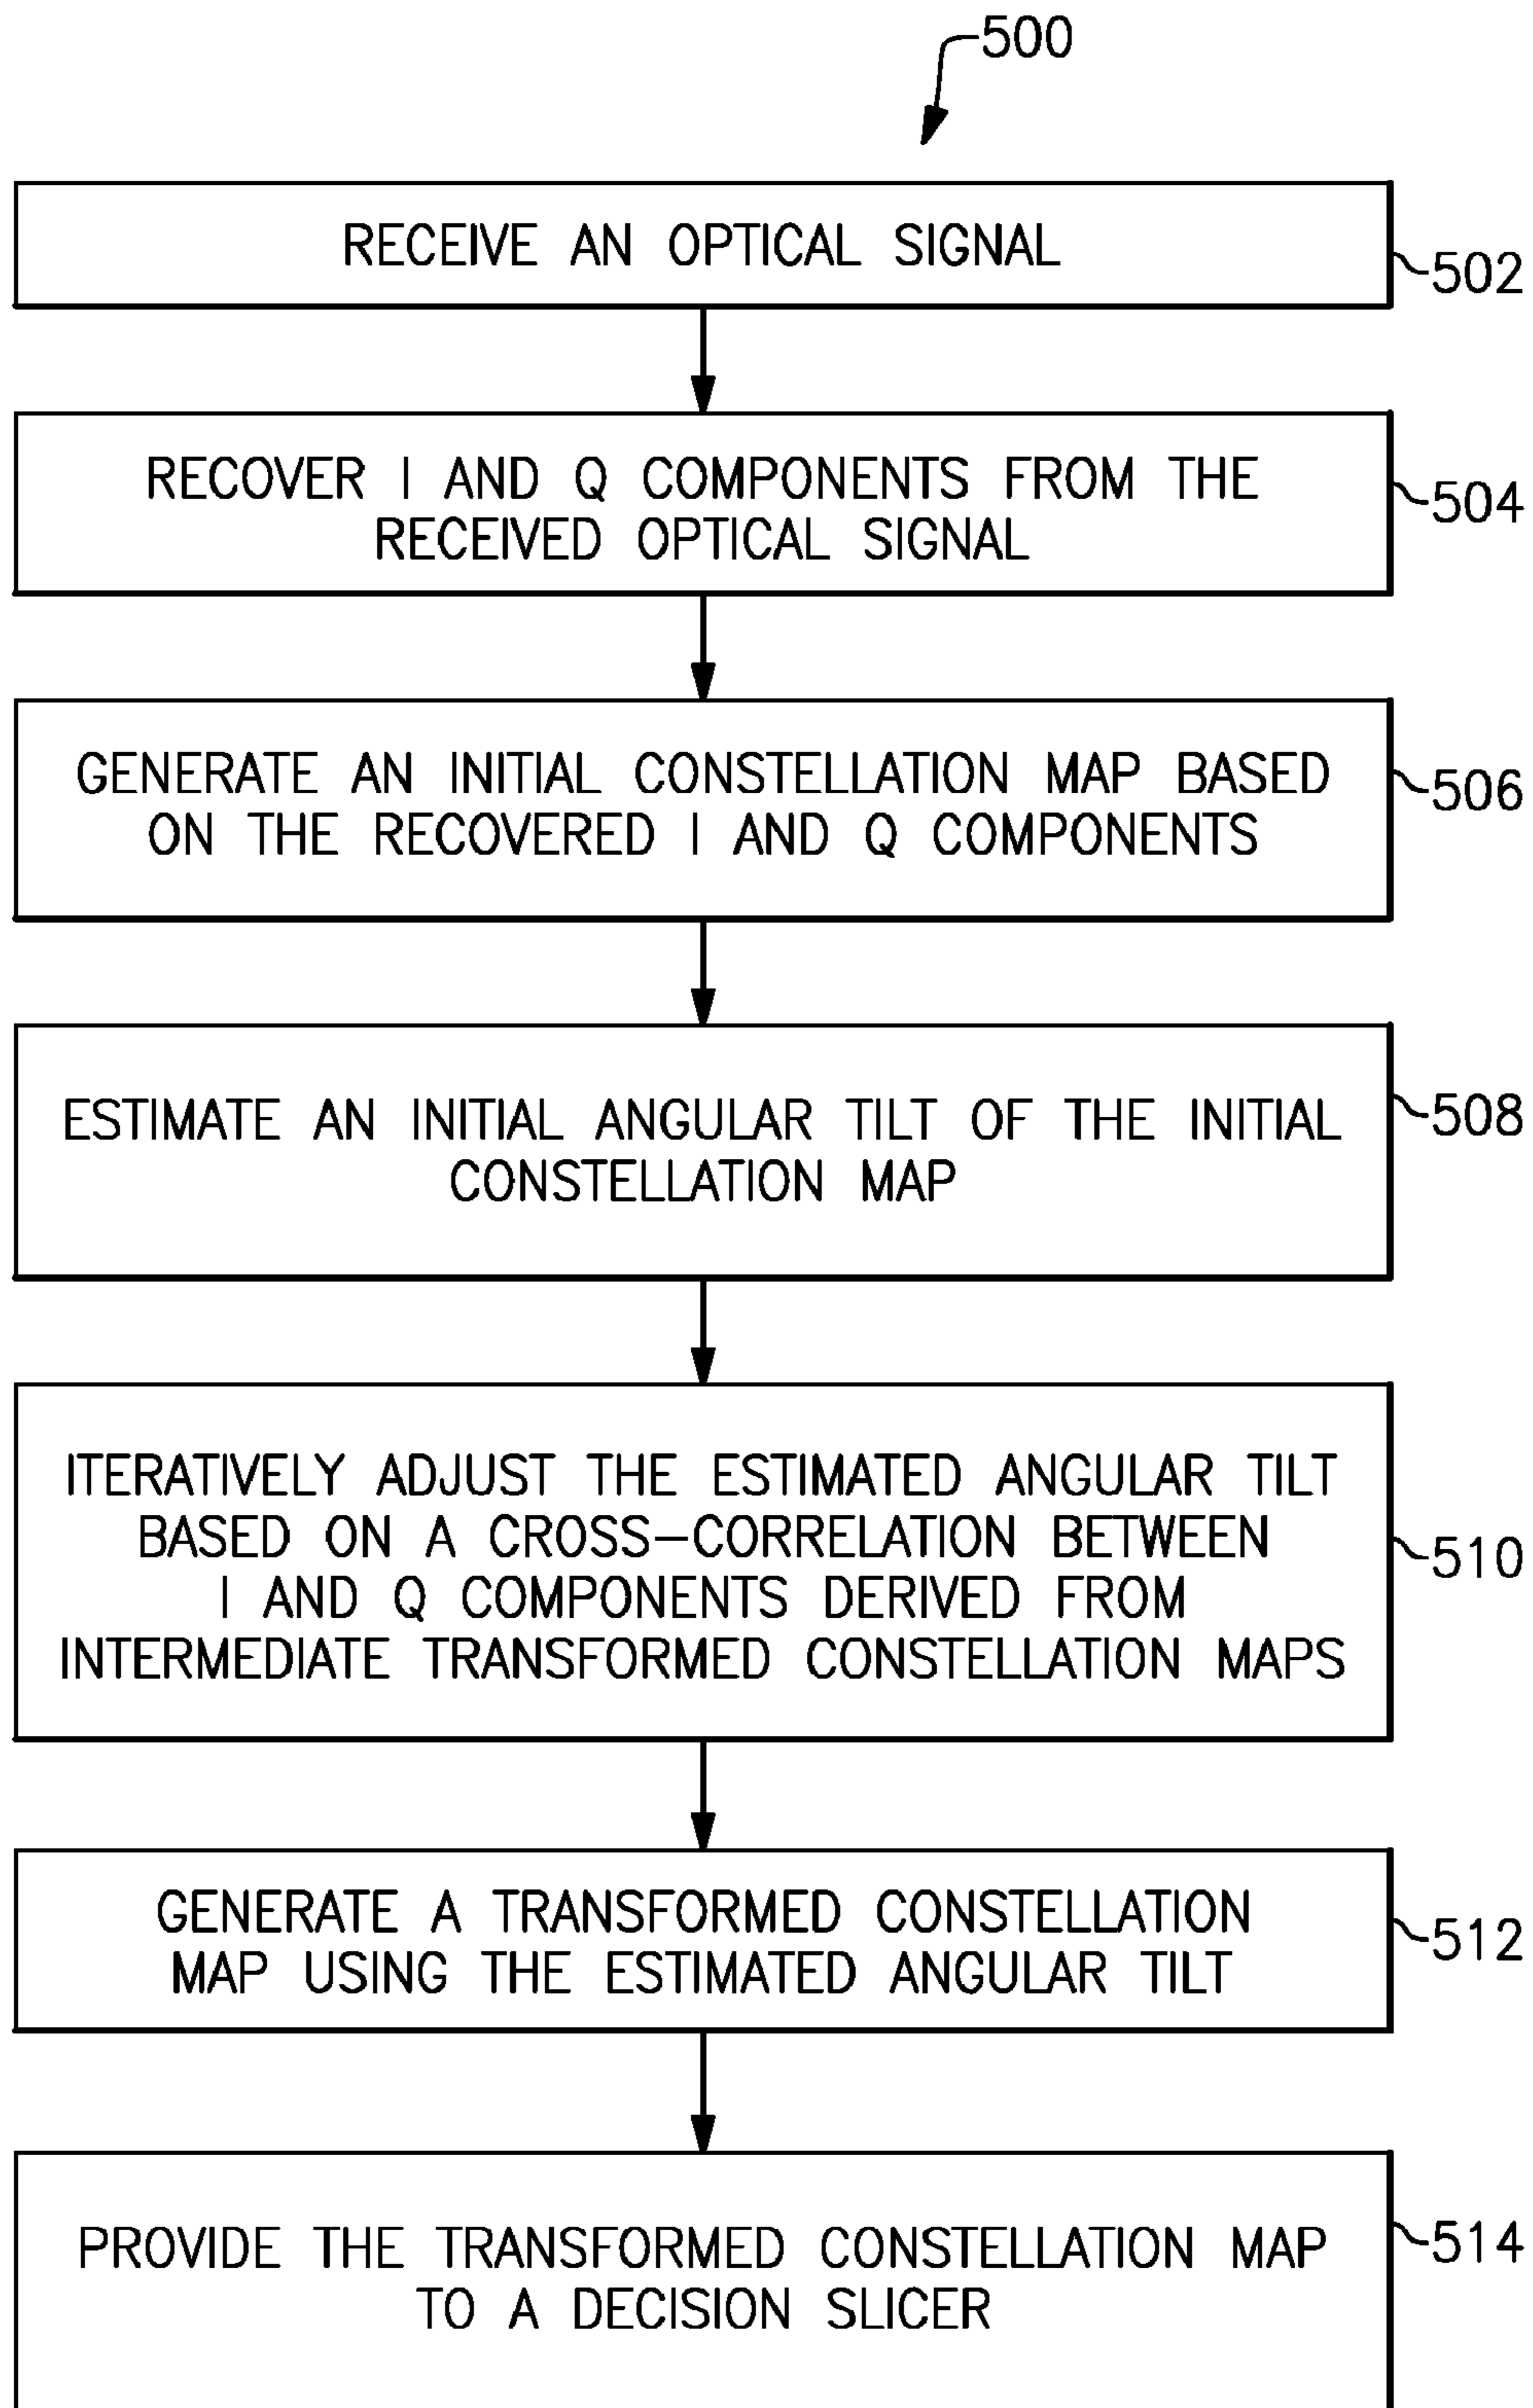 500
RECEIVE AN OPTICAL SIGNAL
502
RECOVER I AND Q COMPONENTS FROM THE
RECEIVED OPTICAL SIGNAL
504
GENERATE AN INITIAL CONSTELLATION MAP BASED
ON THE RECOVERED I AND Q COMPONENTS
506
ESTIMATE AN INITIAL ANGULAR TILT OF THE INITIAL
CONSTELLATION MAP
508
ITERATIVELY ADJUST THE ESTIMATED ANGULAR TILT
BASED ON A CROSS-CORRELATION BETWEEN
I AND Q COMPONENTS DERIVED FROM
INTERMEDIATE TRANSFORMED CONSTELLATION MAPS
510
GENERATE A TRANSFORMED CONSTELLATION
MAP USING THE ESTIMATED ANGULAR TILT
512
PROVIDE THE TRANSFORMED CONSTELLATION MAP
TO A DECISION SLICER
514